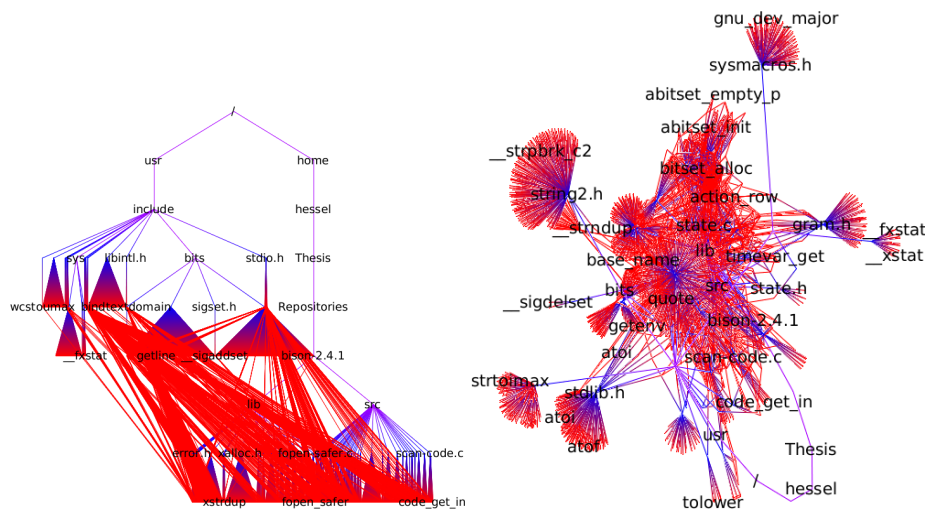 /
usr home
include hessel
sys libintl.h bits stdio.h Thesis
wcstoumax bindtextdomain sigset.h Repositories
__fxstat getline __sigaddset bison-2.4.1
lib src
error.h xalloc.h fopen-safer.c scan-code.c
xstrdup fopen_safer code_get_in
gnu_dev_major
sysmacros.h
abitset_empty_p
abitset_init
__strpbrk_c2
bitset_alloc
string2.h action_row
__strndup state.c gram.h __fxstat
base_name lib timevar_get __xstat
bits quote src state.h
__sigdelset
getenv bison-2.4.1
atoi scan-code.c
strtoimax stdlib.h
code_get_in
atoi
usr
atof Thesis
/
hessel
tolower